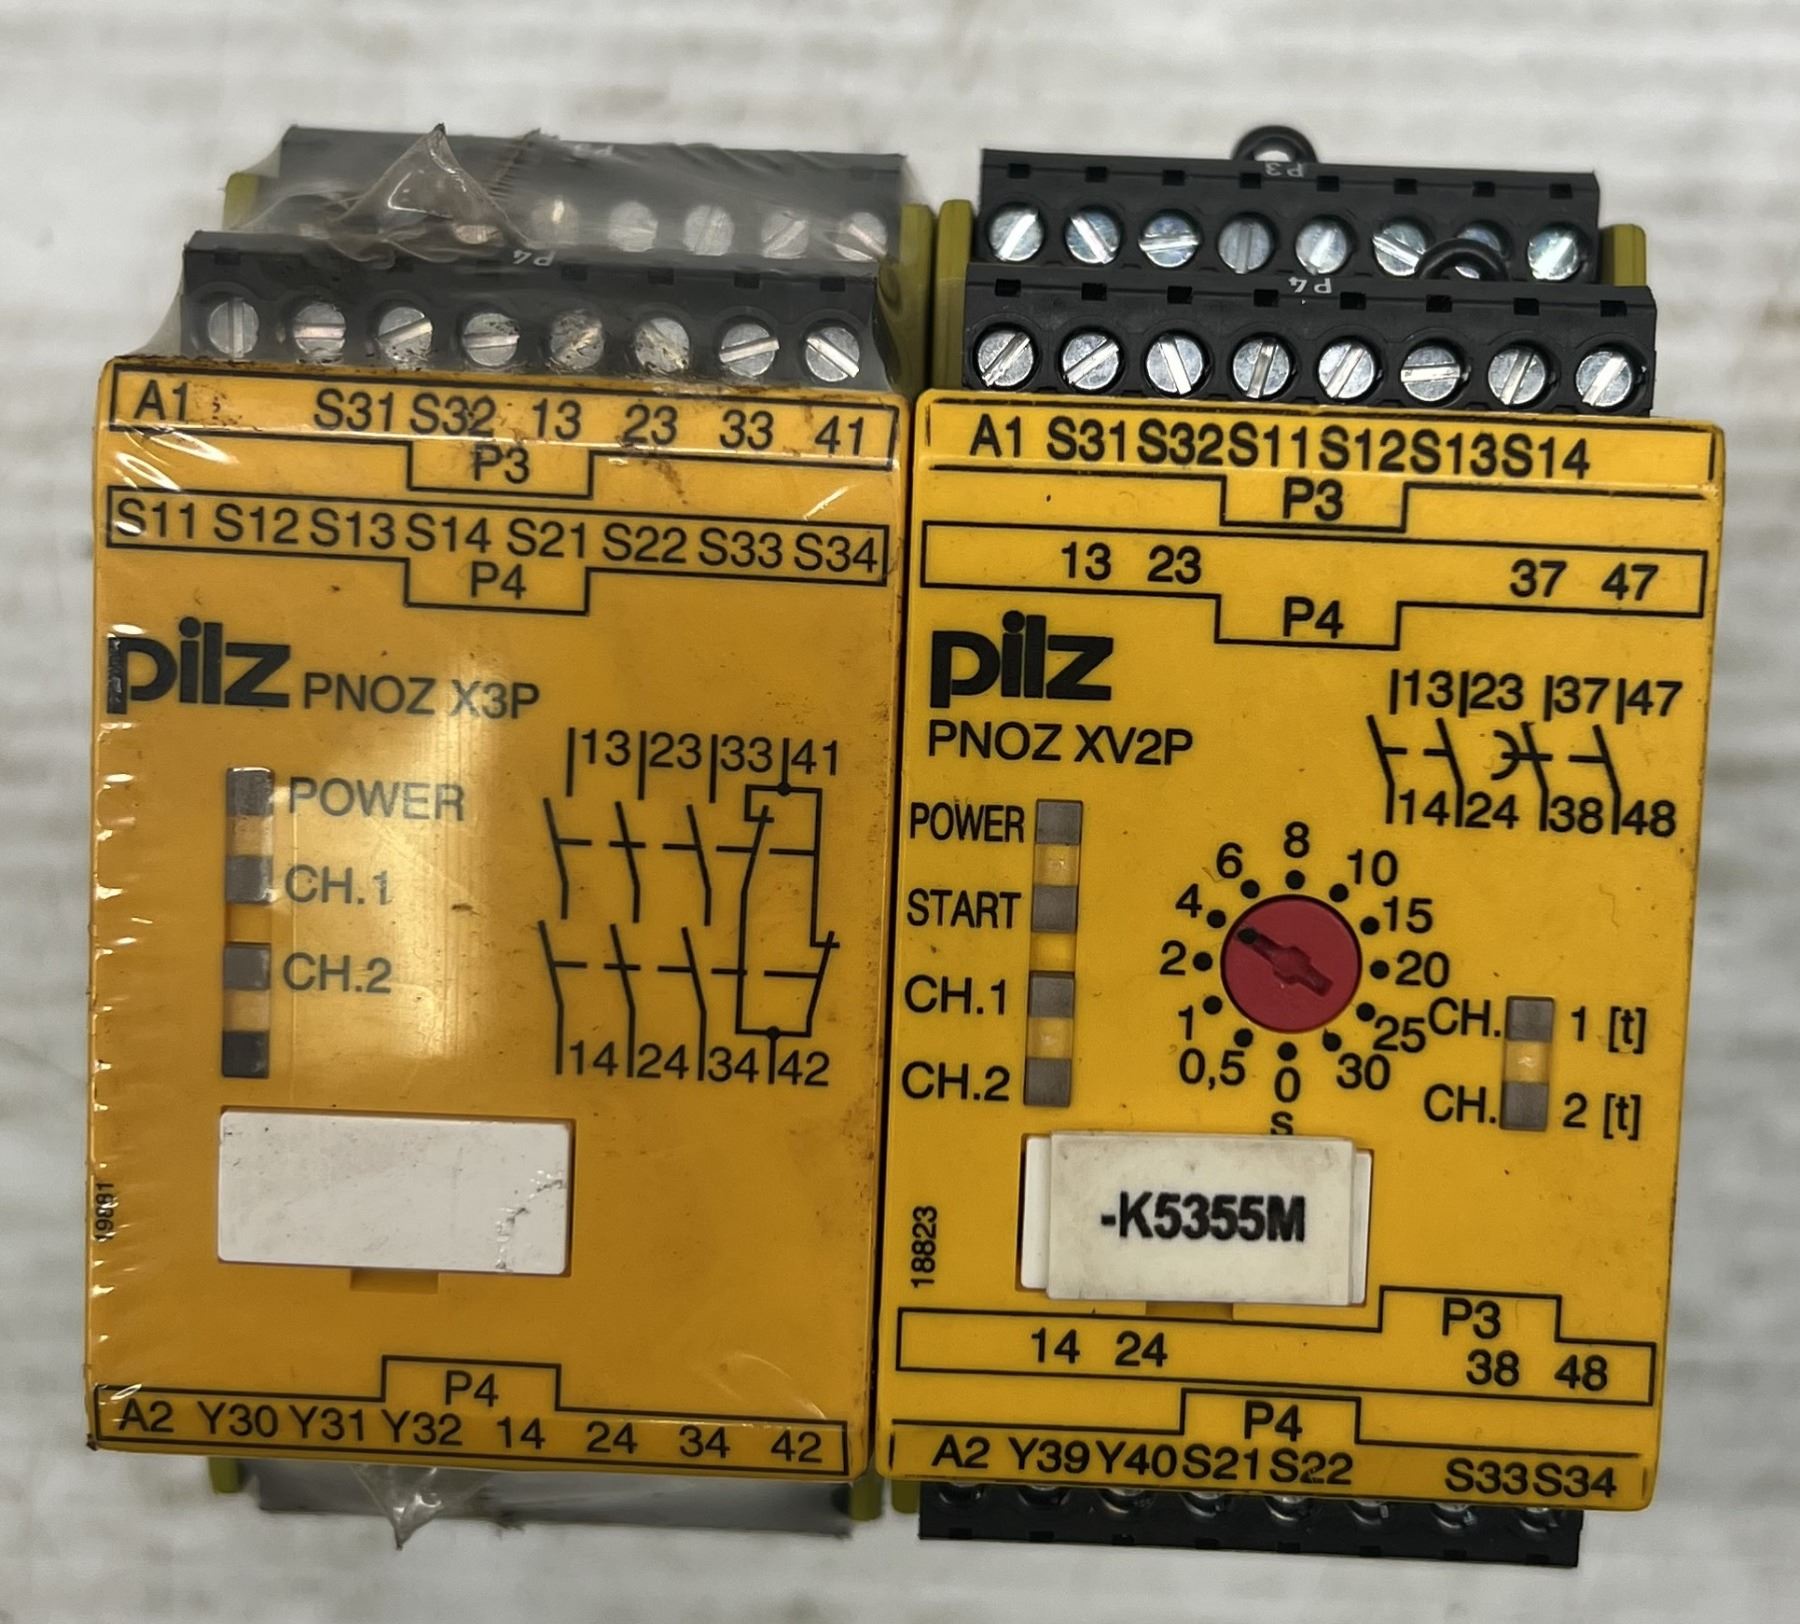 P3
P4
A1 S31 S32 13 23 33 41
P3
S11 S12 S13 S14 S21 S22 S33 S34
P4
pilz PNOZ X3P
13 23 33 41
POWER
CH.1
CH.2
14 24 34 42
19881
P4
A2 Y30 Y31 Y32 14 24 34 42
P3
P4
A1 S31 S32 S11 S12 S13 S14
P3
13 23 37 47
P4
pilz
PNOZ XV2P
13 23 37 47
14 24 38 48
POWER
START
CH.1
CH.2
8
6 10
4 15
2 20
1 25
0,5 0 30
s
CH. 1 [t]
CH. 2 [t]
-K5355M
18823
P3
14 24 38 48
P4
A2 Y39 Y40 S21 S22 S33 S34